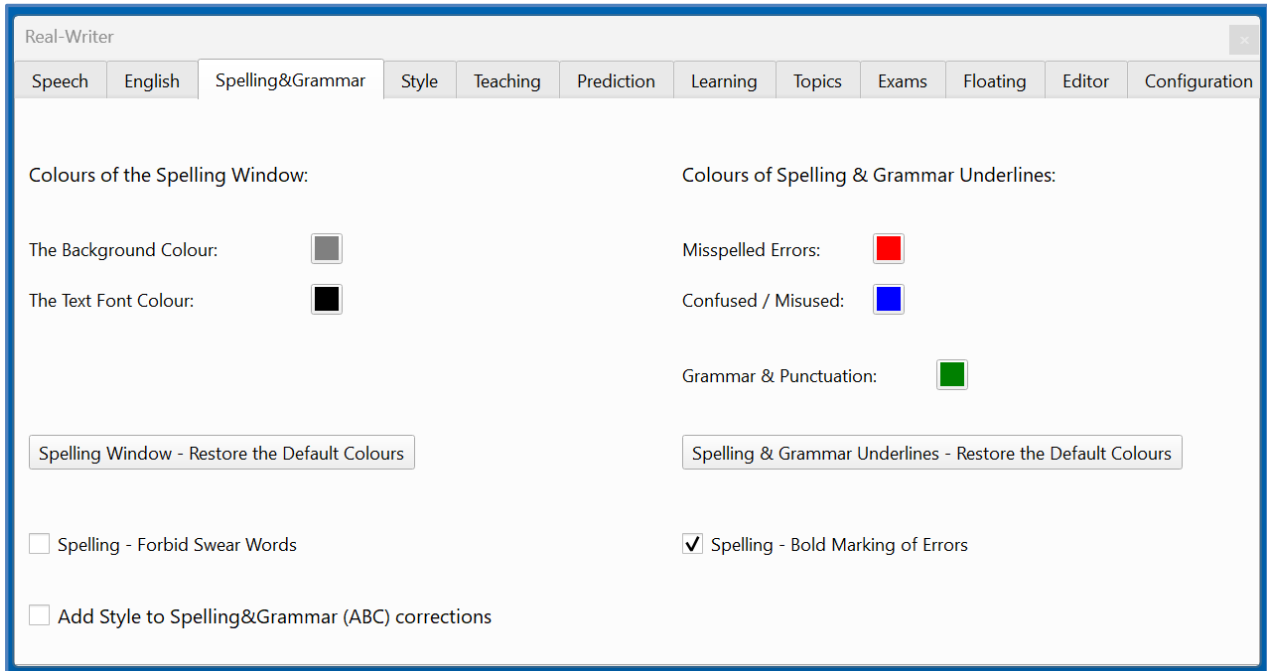 Real-Writer
Speech English Spelling&Grammar Style Teaching Prediction Learning Topics Exams Floating Editor Configuration
Colours of the Spelling Window:
Colours of Spelling & Grammar Underlines:
The Background Colour:
Misspelled Errors:
The Text Font Colour:
Confused / Misused:
Grammar & Punctuation:
Spelling Window - Restore the Default Colours
Spelling & Grammar Underlines - Restore the Default Colours
Spelling - Forbid Swear Words
Spelling - Bold Marking of Errors
Add Style to Spelling&Grammar (ABC) corrections